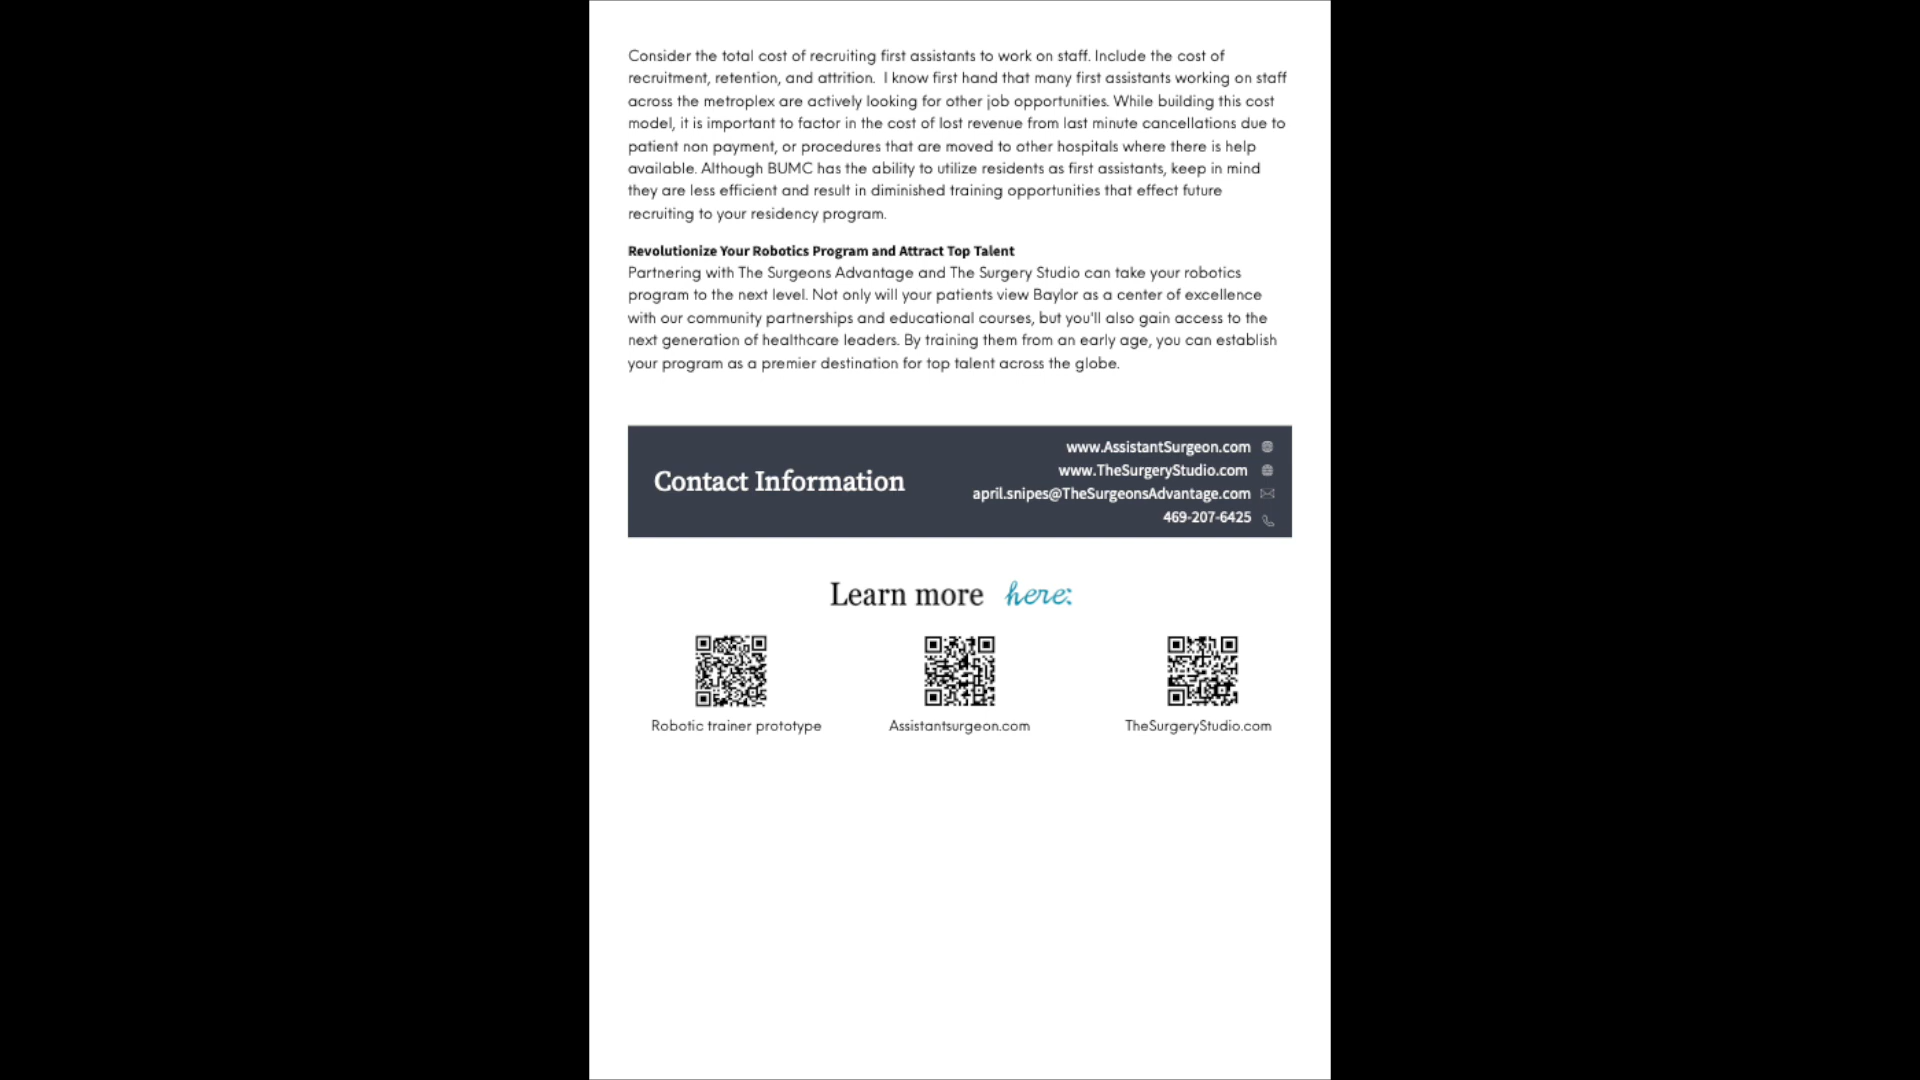 Consider the total cost of recruiting first assistants to work on staff. Include the cost of
recruitment, retention, and attrition.  I know first hand that many first assistants working on staff
across the metroplex are actively looking for other job opportunities. While building this cost
model, it is important to factor in the cost of lost revenue from last minute cancellations due to
patient non payment, or procedures that are moved to other hospitals where there is help
available. Although BUMC has the ability to utilize residents as first assistants, keep in mind
they are less efficient and result in diminished training opportunities that effect future
recruiting to your residency program.
Revolutionize Your Robotics Program and Attract Top Talent
Partnering with The Surgeons Advantage and The Surgery Studio can take your robotics
program to the next level. Not only will your patients view Baylor as a center of excellence
with our community partnerships and educational courses, but you'll also gain access to the
next generation of healthcare leaders. By training them from an early age, you can establish
your program as a premier destination for top talent across the globe.
Contact Information
www.AssistantSurgeon.com
www.TheSurgeryStudio.com
april.snipes@TheSurgeonsAdvantage.com
469-207-6425
Learn more here:
Robotic trainer prototype
Assistantsurgeon.com
TheSurgeryStudio.com